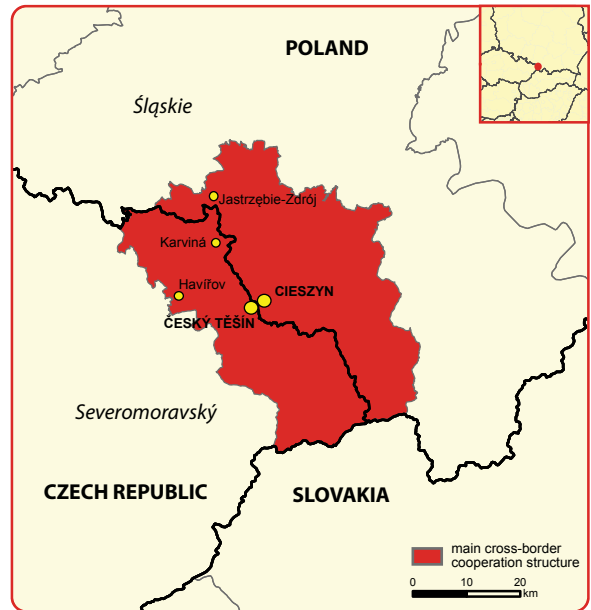 POLAND
Śląskie
Jastrzębie-Zdrój
Karviná
Havířov
CIESZYN
ČESKÝ TĚŠÍN
Severomoravský
CZECH REPUBLIC
SLOVAKIA
main cross-border
cooperation structure
0 10 20
km